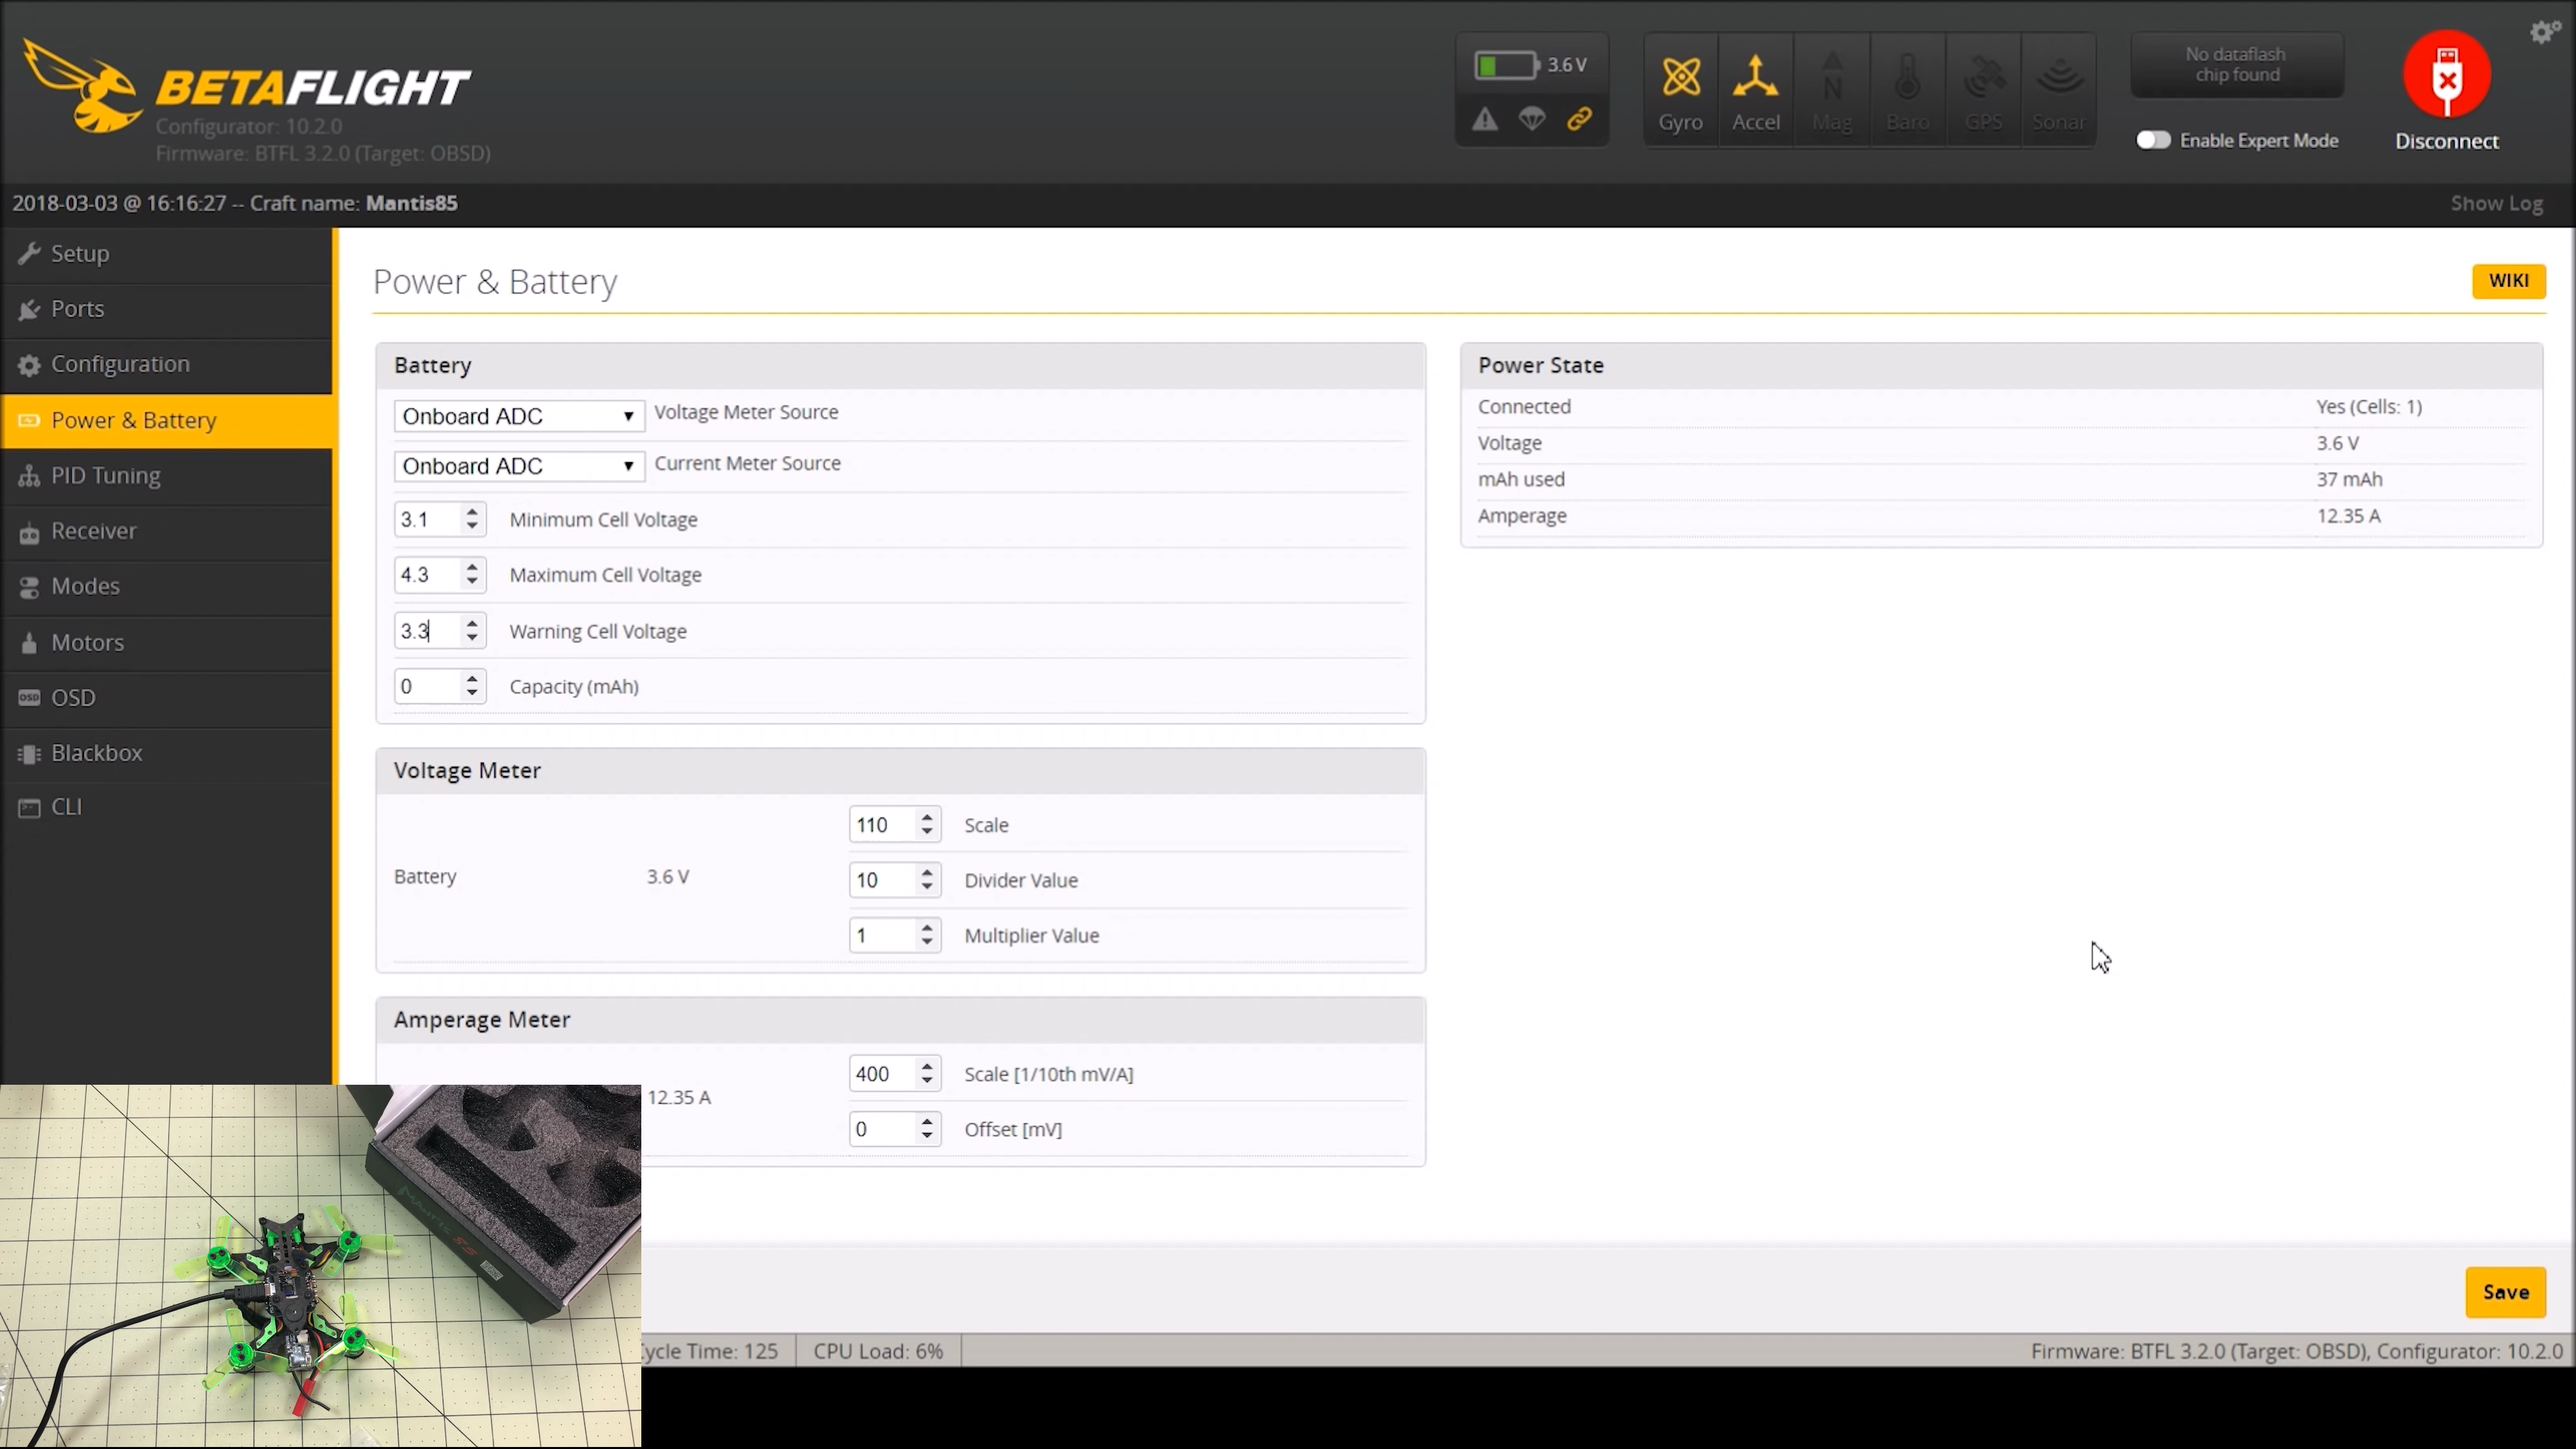 BETAFLIGHT
Configurator: 10.2.0
Firmware: BTFL 3.2.0 (Target: OBSD)
3.6 V
Gyro
Accel
Mag
Baro
GPS
Sonar
No dataflash
chip found
Enable Expert Mode
Disconnect
2018-03-03 @ 16:16:27 -- Craft name: Mantis85
Show Log
Setup
Ports
Configuration
Power & Battery
PID Tuning
Receiver
Modes
Motors
OSD OSD
Blackbox
CLI
Power & Battery
WIKI
Battery
Onboard ADC Voltage Meter Source
Onboard ADC Current Meter Source
3.1 Minimum Cell Voltage
4.3 Maximum Cell Voltage
3.3 Warning Cell Voltage
0 Capacity (mAh)
Power State
Connected Yes (Cells: 1)
Voltage 3.6 V
mAh used 37 mAh
Amperage 12.35 A
Voltage Meter
110 Scale
Battery 3.6 V
10 Divider Value
1 Multiplier Value
Amperage Meter
400 Scale [1/10th mV/A]
12.35 A
0 Offset [mV]
MANTIS 85
Save
ycle Time: 125
CPU Load: 6%
Firmware: BTFL 3.2.0 (Target: OBSD), Configurator: 10.2.0